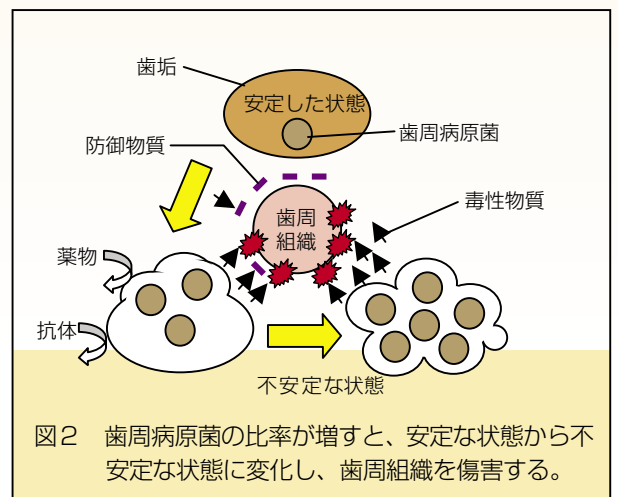 歯垢
安定した状態
歯周病原菌
防御物質
毒性物質
歯周
組織
薬物
抗体
不安定な状態
図2 歯周病原菌の比率が増すと、安定な状態から不
安定な状態に変化し、歯周組織を傷害する。